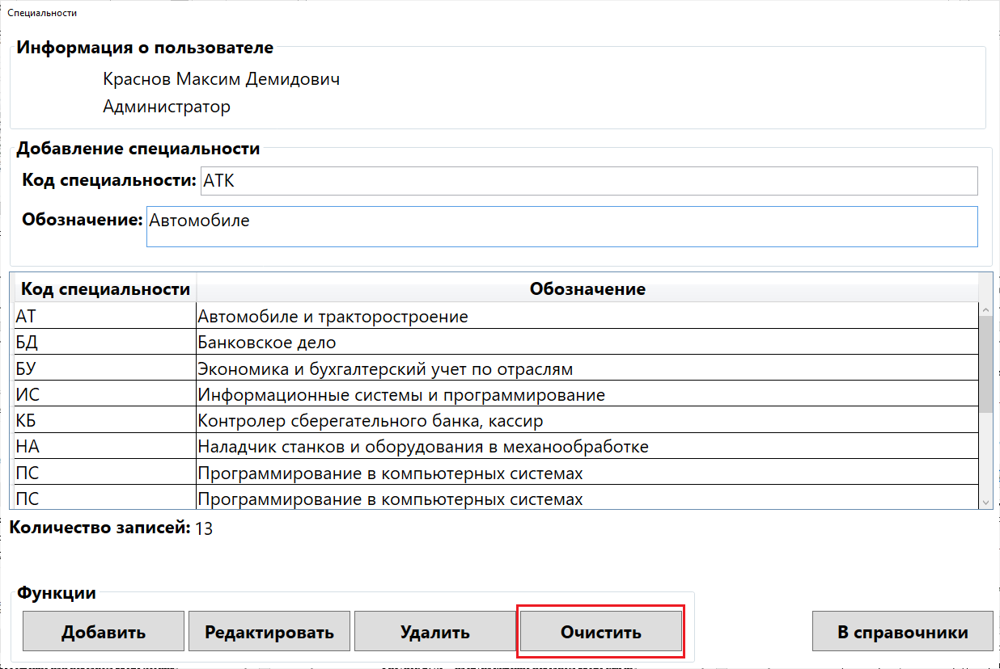 Специальности
Информация о пользователе
Краснов Максим Демидович
Администратор
Добавление специальности
Код специальности: АТК
Обозначение: Автомобиле
Код специальности Обозначение
АТ Автомобиле и тракторостроение
БД Банковское дело
БУ Экономика и бухгалтерский учет по отраслям
ИС Информационные системы и программирование
КБ Контролер сберегательного банка, кассир
НА Наладчик станков и оборудования в механообработке
ПС Программирование в компьютерных системах
ПС Программирование в компьютерных системах
Количество записей: 13
Функции
Добавить Редактировать Удалить Очистить В справочники